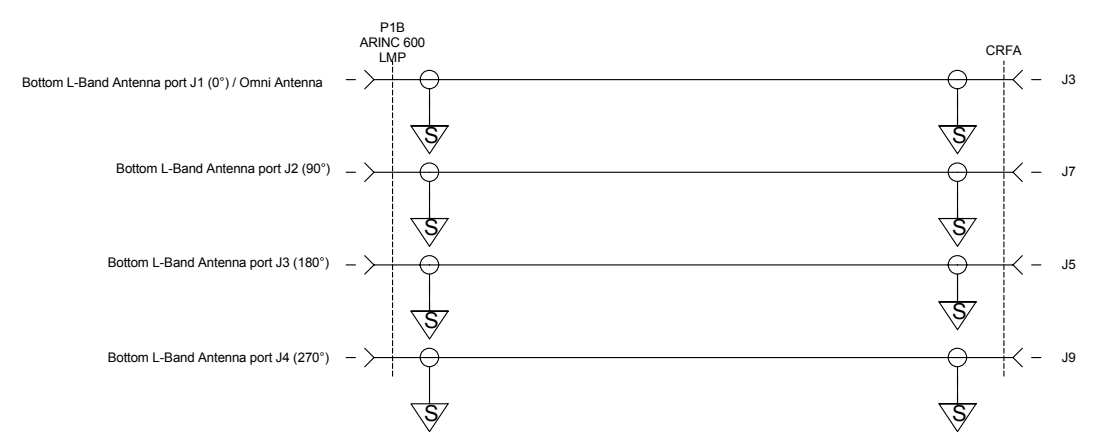 P1B
ARINC 600
LMP
CRFA
Bottom L-Band Antenna port J1 (0°) / Omni Antenna
J3
S
S
Bottom L-Band Antenna port J2 (90°)
J7
S
S
Bottom L-Band Antenna port J3 (180°)
J5
S
S
Bottom L-Band Antenna port J4 (270°)
J9
S
S